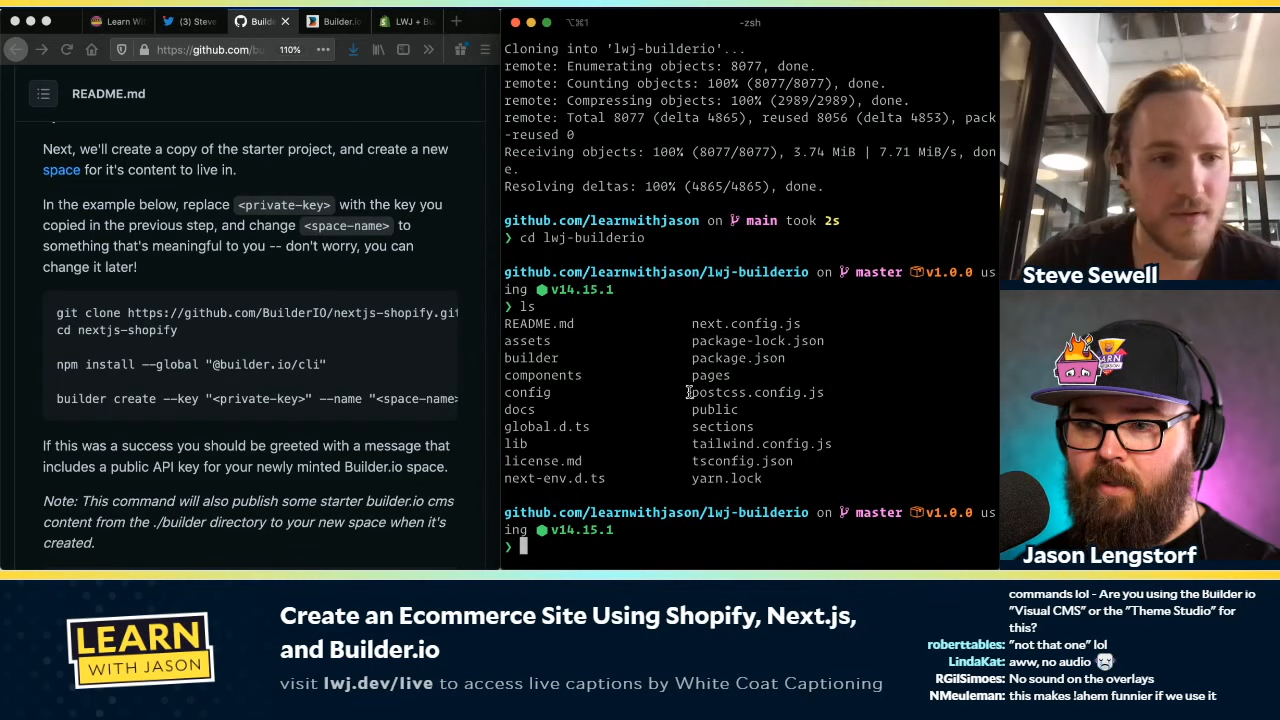 Learn Wi
(3) Steve
Builde
Builder.io
LWJ + Bu
https://github.com/bu
110%
README.md
Next, we'll create a copy of the starter project, and create a new
space for it's content to live in.
In the example below, replace <private-key> with the key you
copied in the previous step, and change <space-name> to
something that's meaningful to you -- don't worry, you can
change it later!
git clone https://github.com/BuilderIO/nextjs-shopify.git
cd nextjs-shopify
npm install --global "@builder.io/cli"
builder create --key "<private-key>" --name "<space-name>
If this was a success you should be greeted with a message that
includes a public API key for your newly minted Builder.io space.
Note: This command will also publish some starter builder.io cms
content from the ./builder directory to your new space when it's
created.
⌥⌘1
-zsh
Cloning into 'lwj-builderio'...
remote: Enumerating objects: 8077, done.
remote: Counting objects: 100% (8077/8077), done.
remote: Compressing objects: 100% (2989/2989), done.
remote: Total 8077 (delta 4865), reused 8056 (delta 4853), pack
-reused 0
Receiving objects: 100% (8077/8077), 3.74 MiB | 7.71 MiB/s, don
e.
Resolving deltas: 100% (4865/4865), done.
github.com/learnwithjason on main took 2s
❯ cd lwj-builderio
github.com/learnwithjason/lwj-builderio on master v1.0.0 us
ing v14.15.1
❯ ls
README.md next.config.js
assets package-lock.json
builder package.json
components pages
config postcss.config.js
docs public
global.d.ts sections
lib tailwind.config.js
license.md tsconfig.json
next-env.d.ts yarn.lock
github.com/learnwithjason/lwj-builderio on master v1.0.0 us
ing v14.15.1
❯
Steve Sewell
Jason Lengstorf
LEARN
WITH JASON
Create an Ecommerce Site Using Shopify, Next.js,
and Builder.io
visit lwj.dev/live to access live captions by White Coat Captioning
commands lol - Are you using the Builder io
"Visual CMS" or the "Theme Studio" for
this?
roberttables: "not that one" lol
LindaKat: aww, no audio
RGilSimoes: No sound on the overlays
NMeuleman: this makes !ahem funnier if we use it